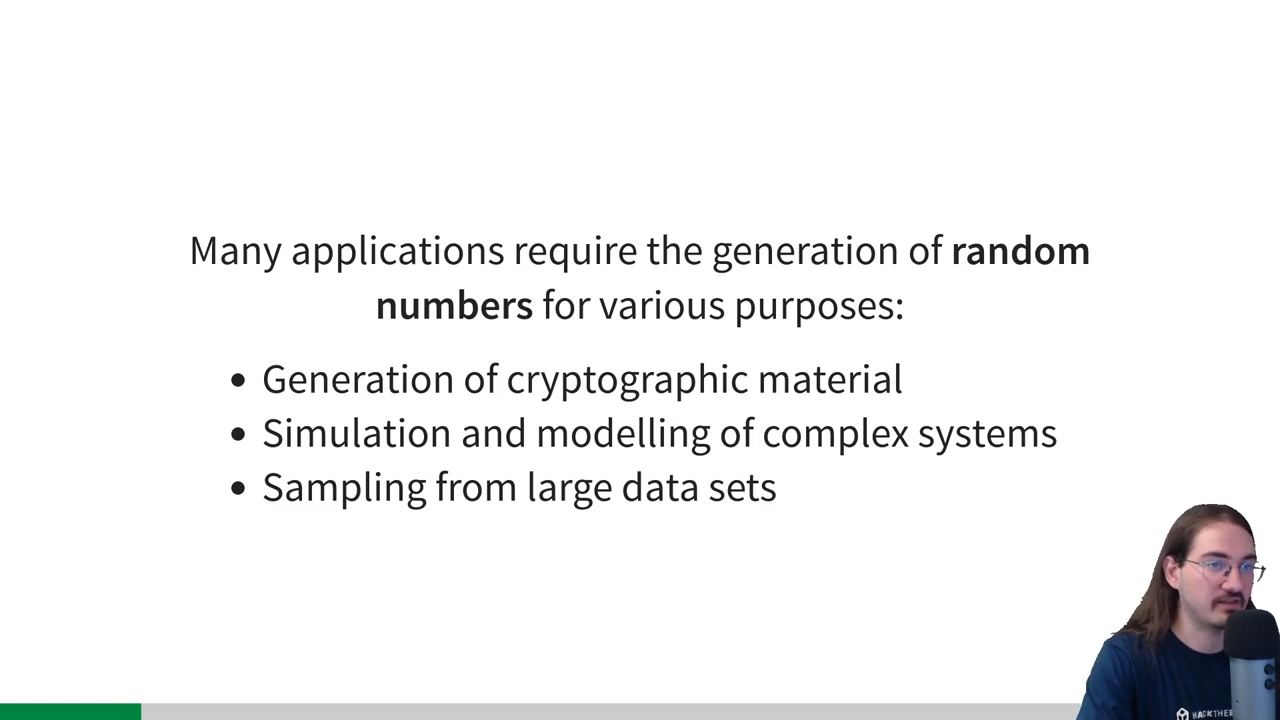 Many applications require the generation of random
numbers for various purposes:
• Generation of cryptographic material
• Simulation and modelling of complex systems
• Sampling from large data sets
HACKTHE